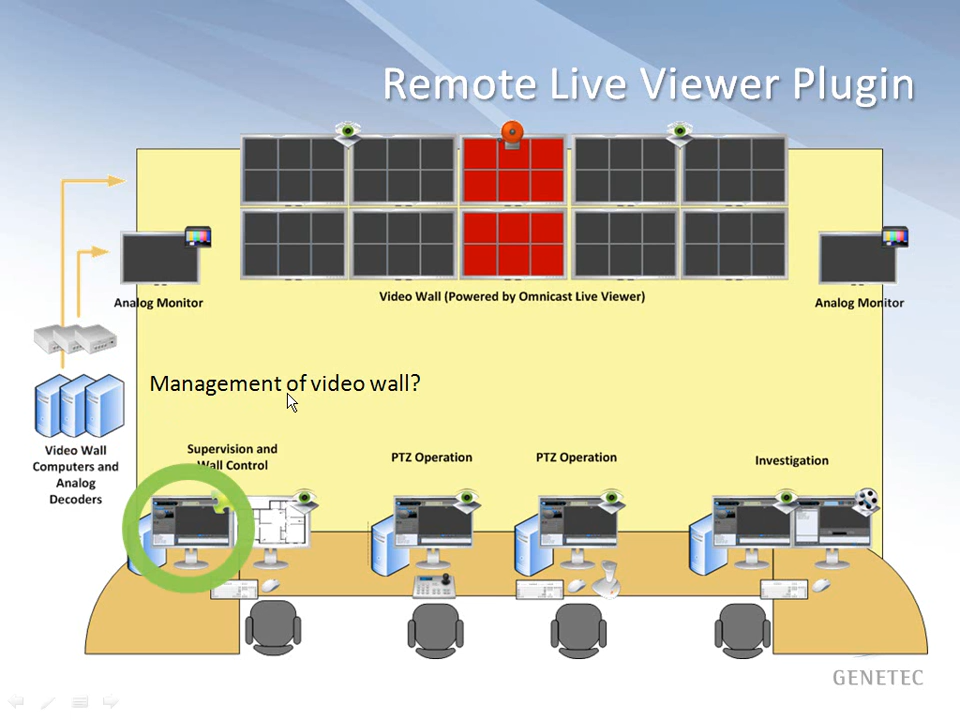 Remote Live Viewer Plugin
Analog Monitor
Video Wall (Powered by Omnicast Live Viewer)
Analog Monitor
Management of video wall?
Video Wall
Computers and
Analog
Decoders
Supervision and
Wall Control
PTZ Operation
PTZ Operation
Investigation
GENETEC